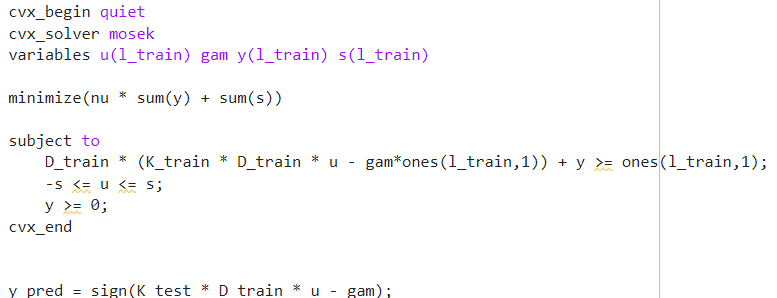 cvx_begin quiet
cvx_solver mosek
variables u(l_train) gam y(l_train) s(l_train)
minimize(nu * sum(y) + sum(s))
subject to
D_train * (K_train * D_train * u - gam*ones(l_train,1)) + y >= ones(l_train,1);
-s <= u <= s;
y >= 0;
cvx_end
y_pred = sign(K_test * D_train * u - gam);